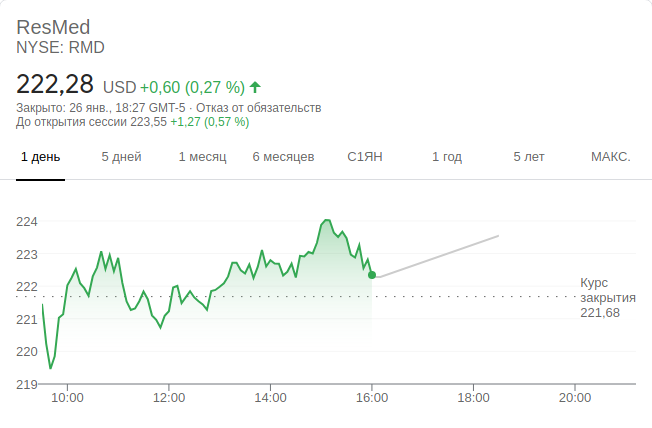 ResMed
NYSE: RMD
222,28 USD +0,60 (0,27 %)
Закрыто: 26 янв., 18:27 GMT-5 · Отказ от обязательств
До открытия сессии 223,55 +1,27 (0,57 %)
1 день 5 дней 1 месяц 6 месяцев С1ЯН 1 год 5 лет МАКС.
224
223
222
Курс
закрытия
221,68
221
220
219
10:00 12:00 14:00 16:00 18:00 20:00